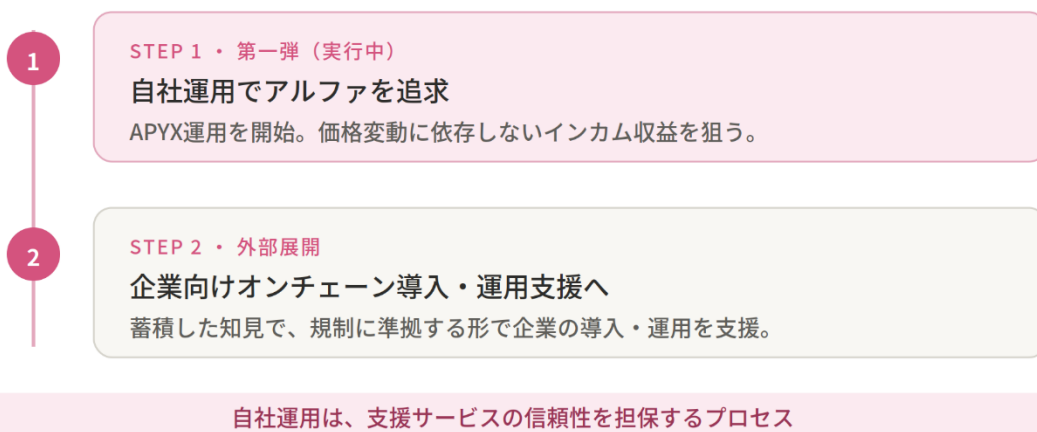 1
STEP 1 ・ 第一弾（実行中）
自社運用でアルファを追求
APYX運用を開始。価格変動に依存しないインカム収益を狙う。
2
STEP 2 ・ 外部展開
企業向けオンチェーン導入・運用支援へ
蓄積した知見で、規制に準拠する形で企業の導入・運用を支援。
自社運用は、支援サービスの信頼性を担保するプロセス